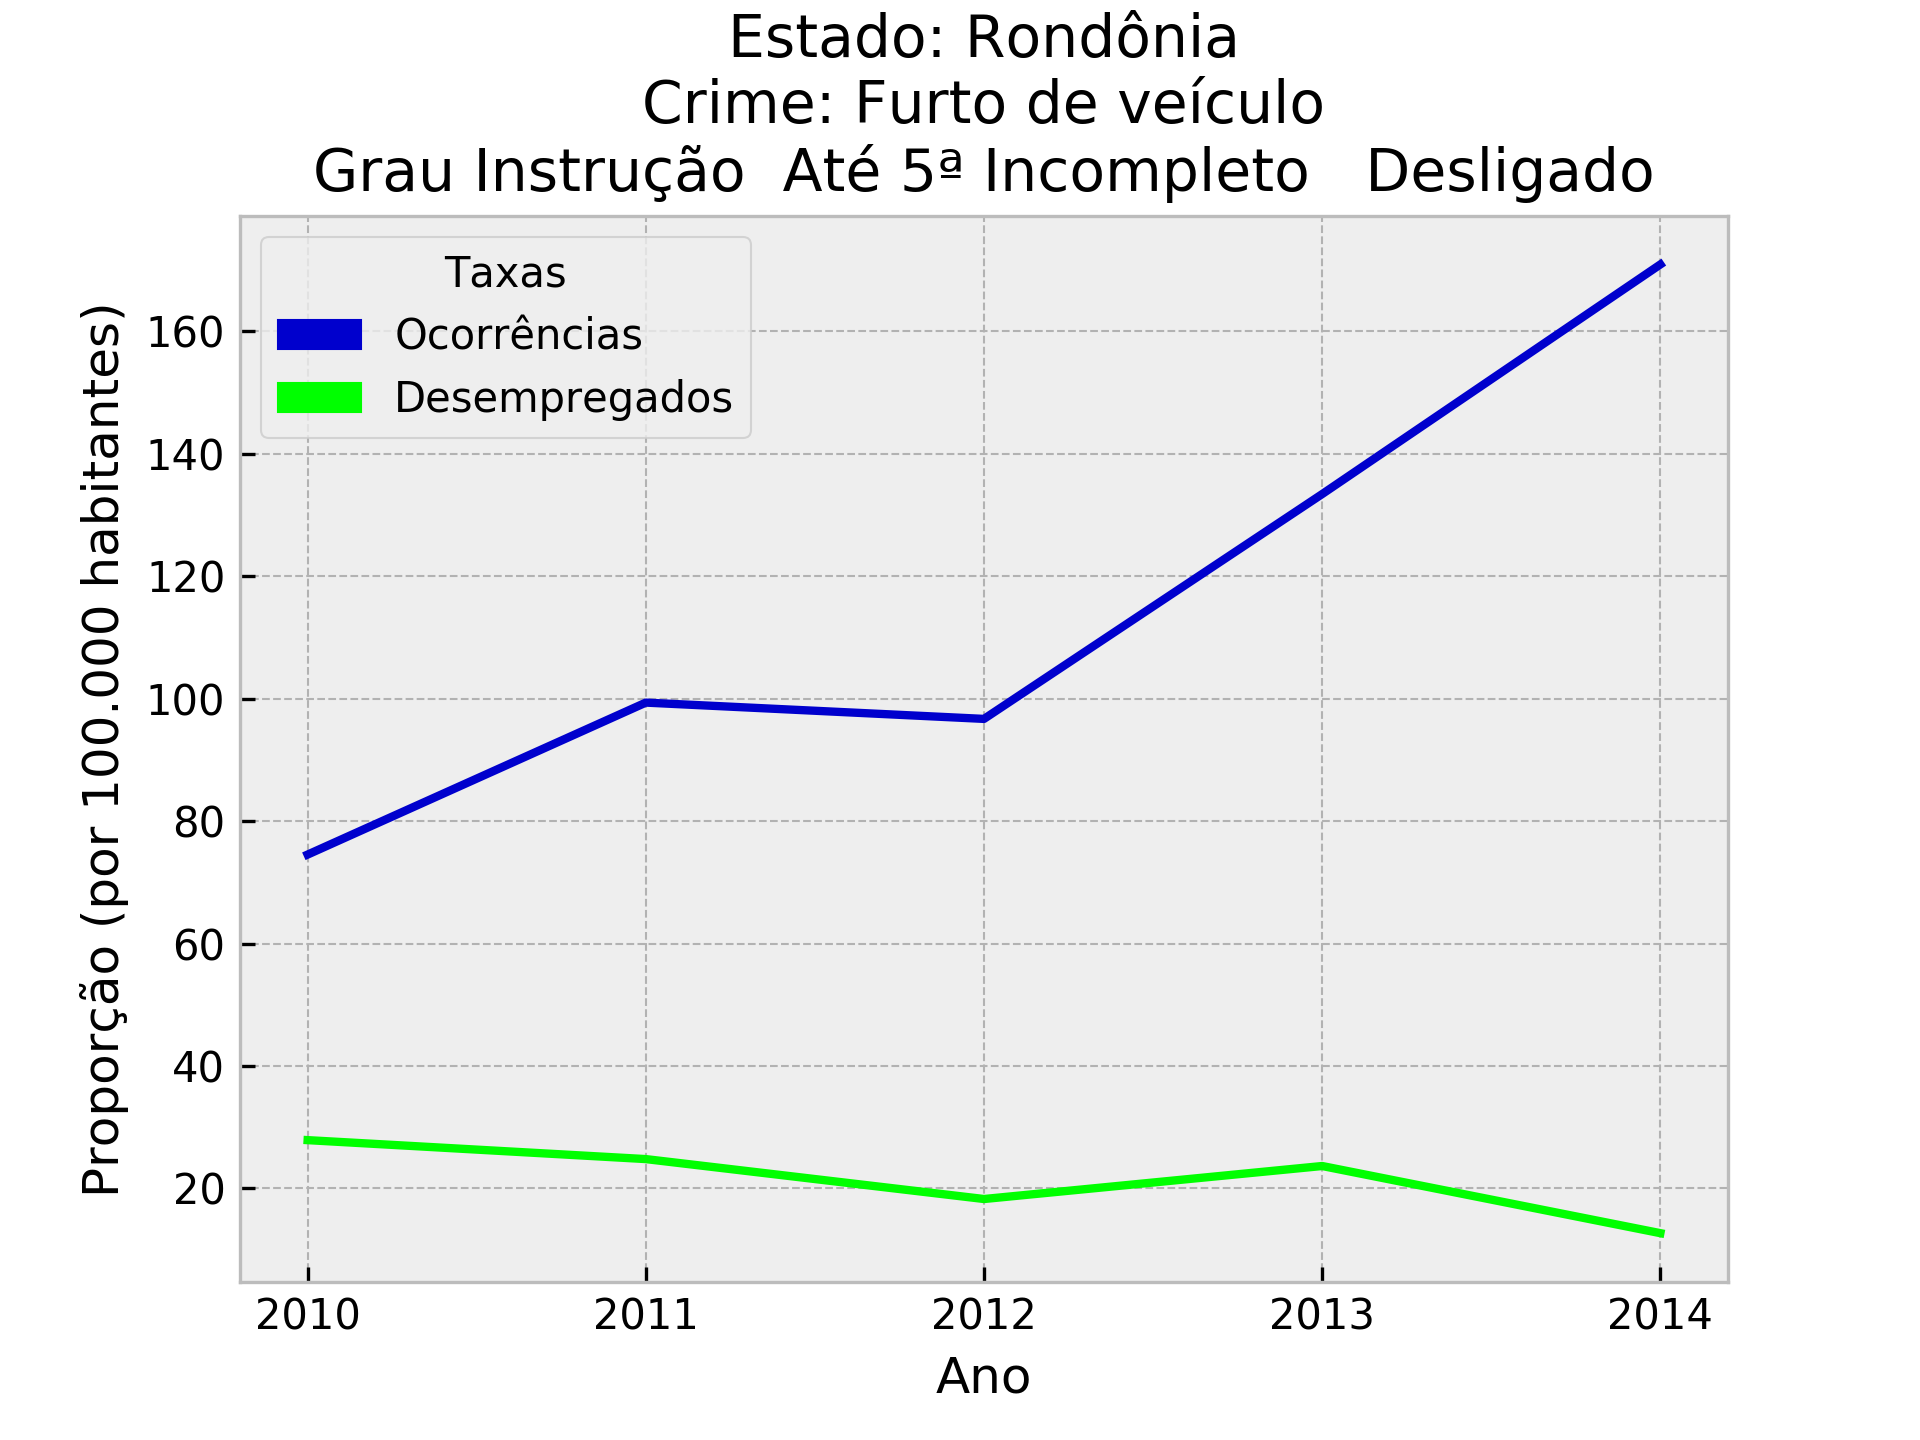 Estado: Rondônia
Crime: Furto de veículo
Grau Instrução  Até 5ª Incompleto   Desligado
Taxas
Ocorrências
Desempregados
Proporção (por 100.000 habitantes)
160
140
120
100
80
60
40
20
2010 2011 2012 2013 2014
Ano